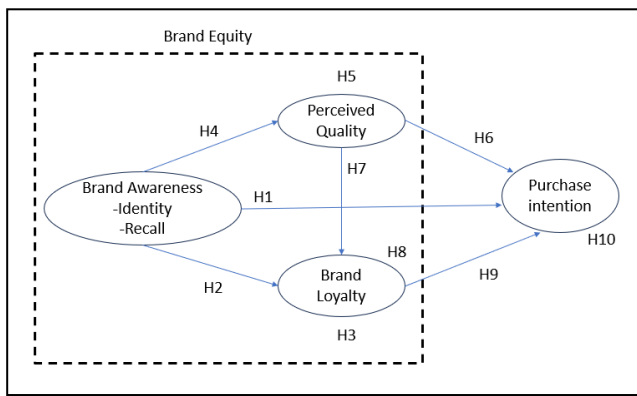 Brand Equity
H5
Perceived
Quality
H4
H6
H7
Brand Awareness
-Identity
-Recall
H1
Purchase
intention
H10
H8
Brand
Loyalty
H2
H9
H3